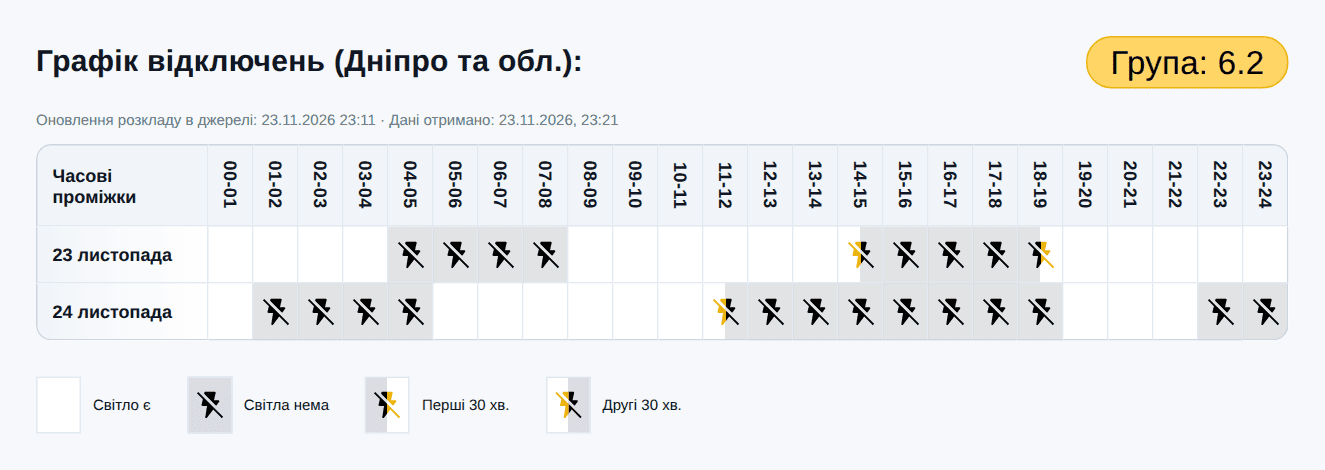 Графік відключень (Дніпро та обл.):
Група: 6.2
Оновлення розкладу в джерелі: 23.11.2026 23:11 · Дані отримано: 23.11.2026, 23:21
Часові
проміжки
00-01
01-02
02-03
03-04
04-05
05-06
06-07
07-08
08-09
09-10
10-11
11-12
12-13
13-14
14-15
15-16
16-17
17-18
18-19
19-20
20-21
21-22
22-23
23-24
23 листопада
24 листопада
Світло є
Світла нема
Перші 30 хв.
Другі 30 хв.